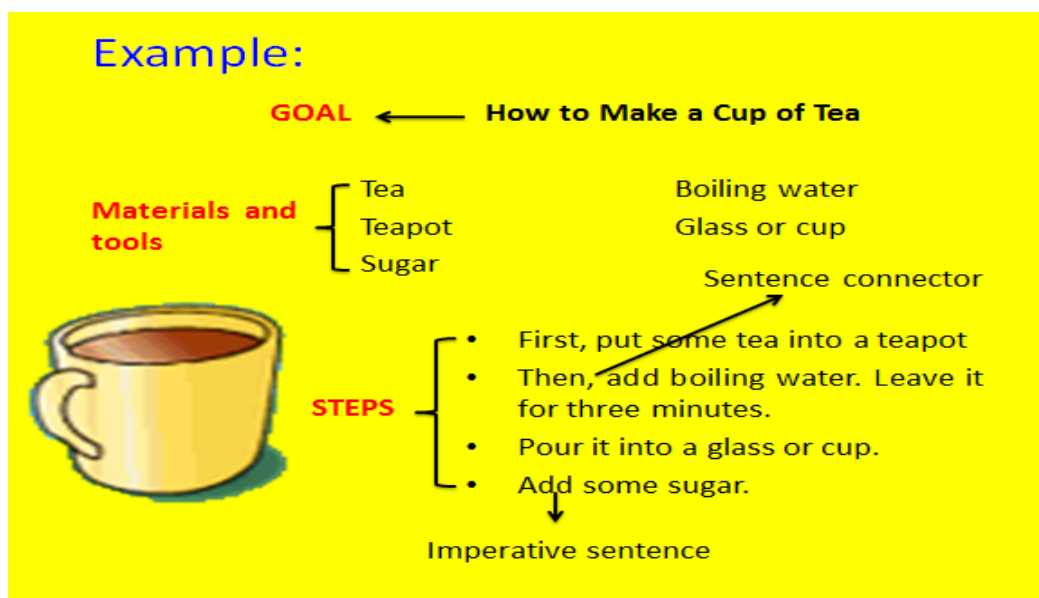 Example:
GOAL How to Make a Cup of Tea
Materials and
tools
Tea Boiling water
Teapot Glass or cup
Sugar
Sentence connector
STEPS
• First, put some tea into a teapot
• Then, add boiling water. Leave it
for three minutes.
• Pour it into a glass or cup.
• Add some sugar.
Imperative sentence